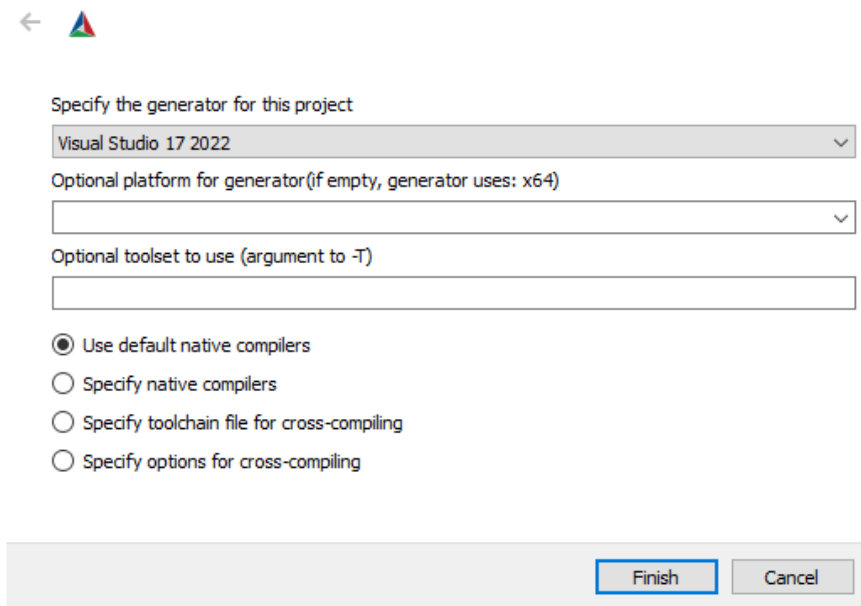 Specify the generator for this project
Visual Studio 17 2022
Optional platform for generator(if empty, generator uses: x64)
Optional toolset to use (argument to -T)
Use default native compilers
Specify native compilers
Specify toolchain file for cross-compiling
Specify options for cross-compiling
Finish Cancel